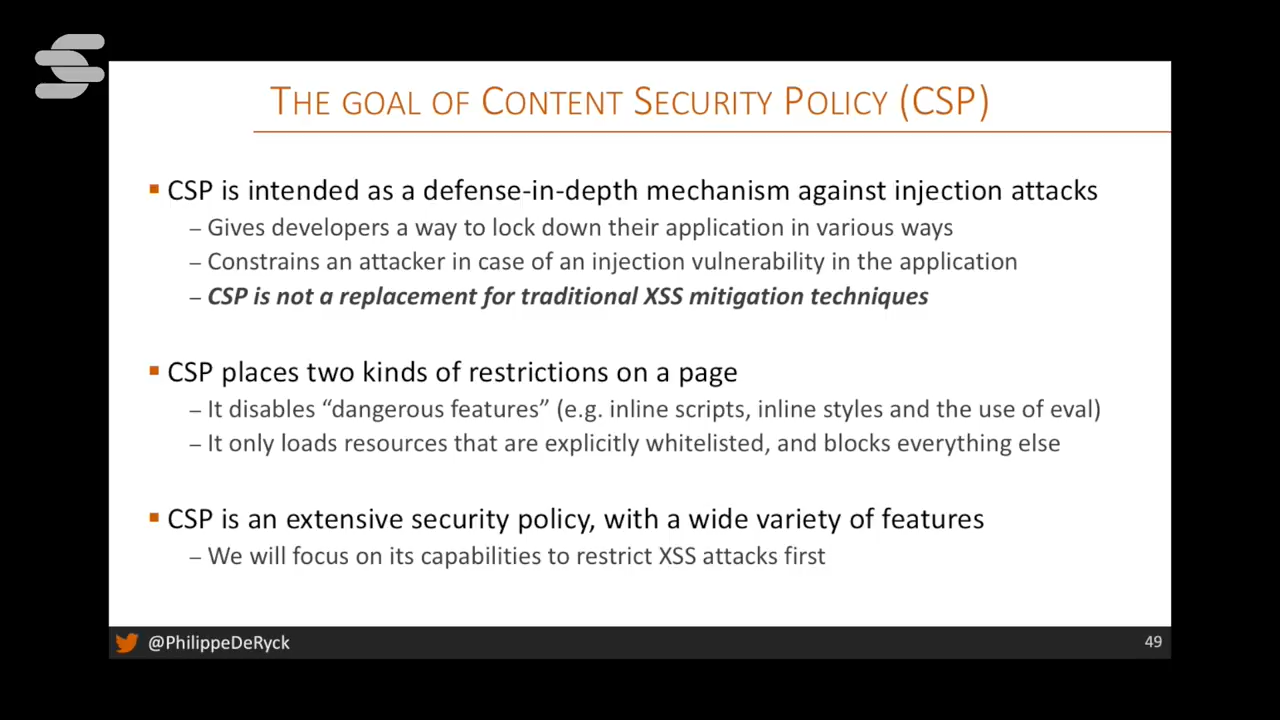 THE GOAL OF CONTENT SECURITY POLICY (CSP)
▪ CSP is intended as a defense-in-depth mechanism against injection attacks
– Gives developers a way to lock down their application in various ways
– Constrains an attacker in case of an injection vulnerability in the application
– CSP is not a replacement for traditional XSS mitigation techniques
▪ CSP places two kinds of restrictions on a page
– It disables “dangerous features” (e.g. inline scripts, inline styles and the use of eval)
– It only loads resources that are explicitly whitelisted, and blocks everything else
▪ CSP is an extensive security policy, with a wide variety of features
– We will focus on its capabilities to restrict XSS attacks first
@PhilippeDeRyck
49